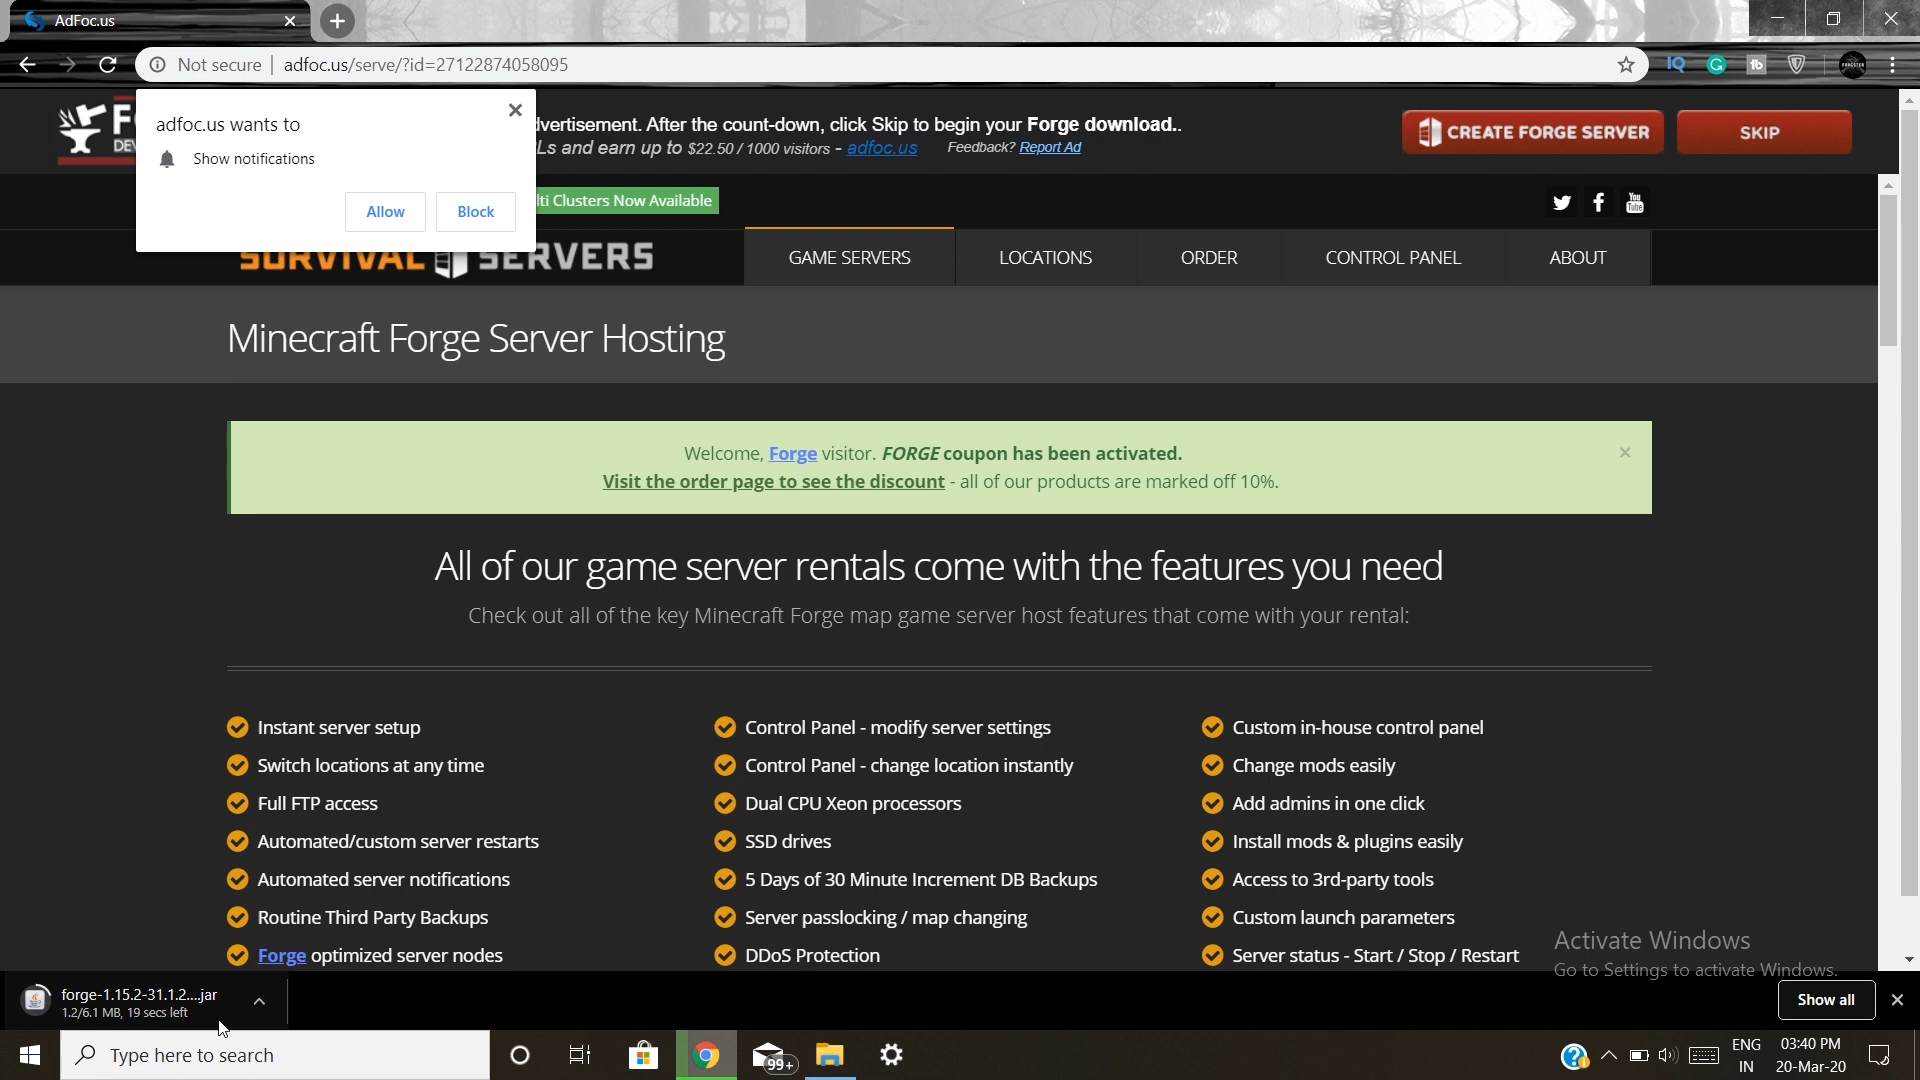 AdFoc.us
Not secure adfoc.us/serve/?id=27122874058095
adfoc.us wants to
Show notifications
Allow Block
dvertisement. After the count-down, click Skip to begin your Forge download..
Ls and earn up to $22.50 / 1000 visitors - adfoc.us Feedback? Report Ad
CREATE FORGE SERVER
SKIP
lti Clusters Now Available
You Tube
SURVIVAL SERVERS
GAME SERVERS LOCATIONS ORDER CONTROL PANEL ABOUT
Minecraft Forge Server Hosting
Welcome, Forge visitor. FORGE coupon has been activated.
Visit the order page to see the discount - all of our products are marked off 10%.
All of our game server rentals come with the features you need
Check out all of the key Minecraft Forge map game server host features that come with your rental:
Instant server setup Control Panel - modify server settings Custom in-house control panel
Switch locations at any time Control Panel - change location instantly Change mods easily
Full FTP access Dual CPU Xeon processors Add admins in one click
Automated/custom server restarts SSD drives Install mods & plugins easily
Automated server notifications 5 Days of 30 Minute Increment DB Backups Access to 3rd-party tools
Routine Third Party Backups Server passlocking / map changing Custom launch parameters
Forge optimized server nodes DDoS Protection Server status - Start / Stop / Restart
Activate Windows
Go to Settings to activate Windows.
forge-1.15.2-31.1.2....jar
1.2/6.1 MB, 19 secs left
Show all
Type here to search
99+
ENG
IN
03:40 PM
20-Mar-20